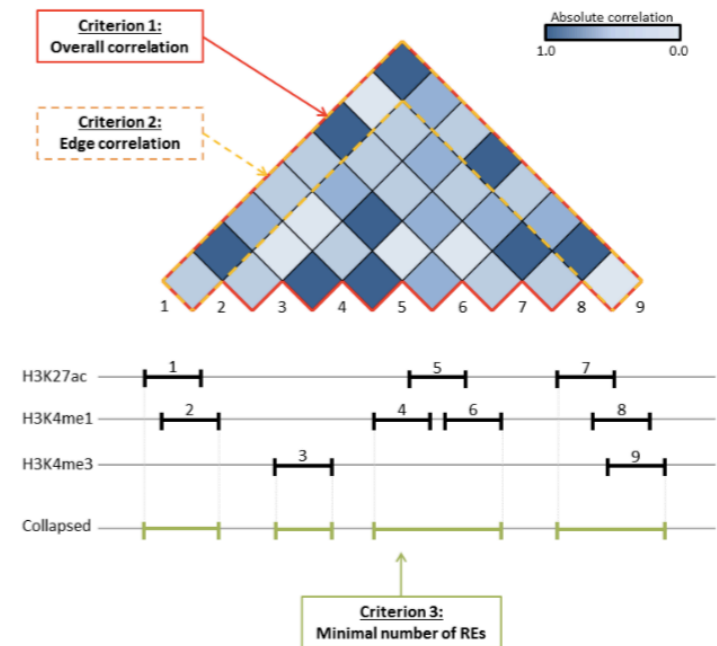 Criterion 1:
Overall correlation
Absolute correlation
1.0 0.0
Criterion 2:
Edge correlation
1 2 3 4 5 6 7 8 9
H3K27ac 1 5 7
H3K4me1 2 4 6 8
H3K4me3 3 9
Collapsed
Criterion 3:
Minimal number of REs